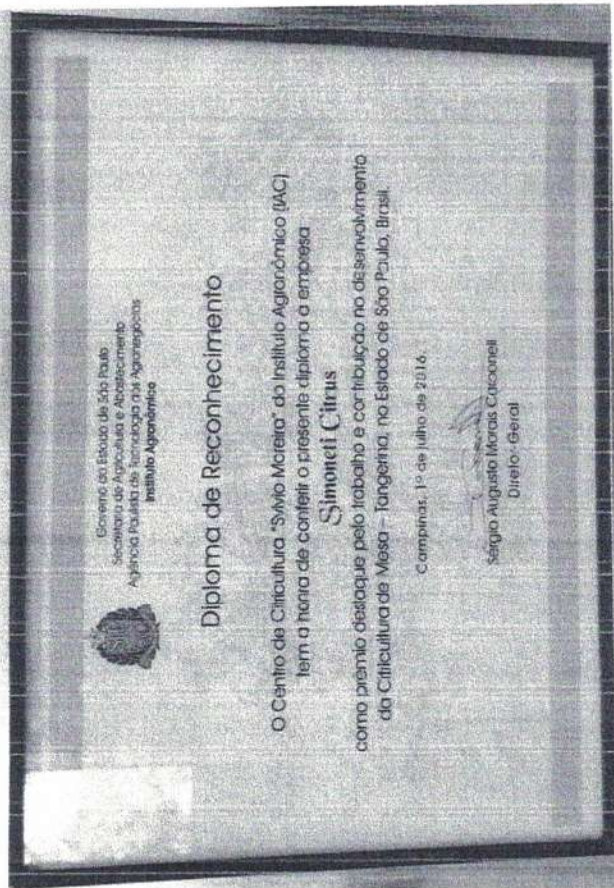 Governo do Estado de São Paulo
Secretaria de Agricultura e Abastecimento
Agência Paulista de Tecnologia dos Agronegócios
Instituto Agronômico
Diploma de Reconhecimento
O Centro de Citricultura "Sylvio Moreira" do Instituto Agronômico (IAC)
tem a honra de conferir o presente diploma a empresa
Simoneti Citrus
como prêmio destaque pelo trabalho e contribuição no desenvolvimento
da Citricultura de Mesa – Tangerina, no Estado de São Paulo, Brasil.
Campinas, 1º de julho de 2016.
Sérgio Augusto Morais Carbonell
Diretor Geral